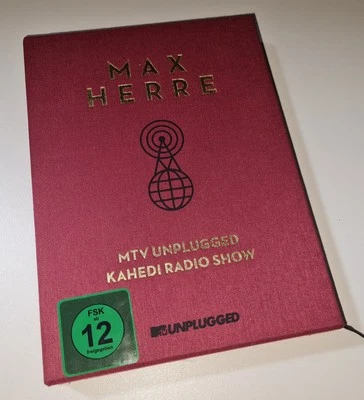 MAX
HERRE
MTV UNPLUGGED
KAHEDI RADIO SHOW
FSK
ab
12
freigegeben
MTV UNPLUGGED